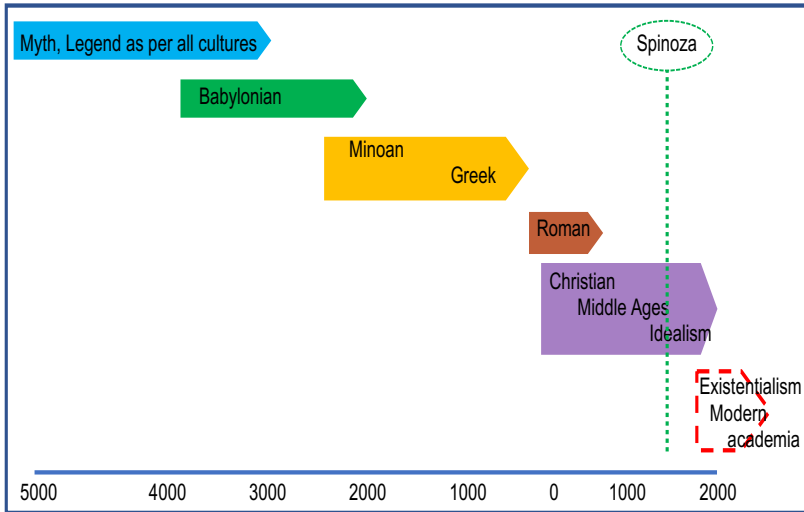 Myth, Legend as per all cultures
Spinoza
Babylonian
Minoan
Greek
Roman
Christian
Middle Ages
Idealism
Existentialism
Modern
academia
5000 4000 3000 2000 1000 0 1000 2000